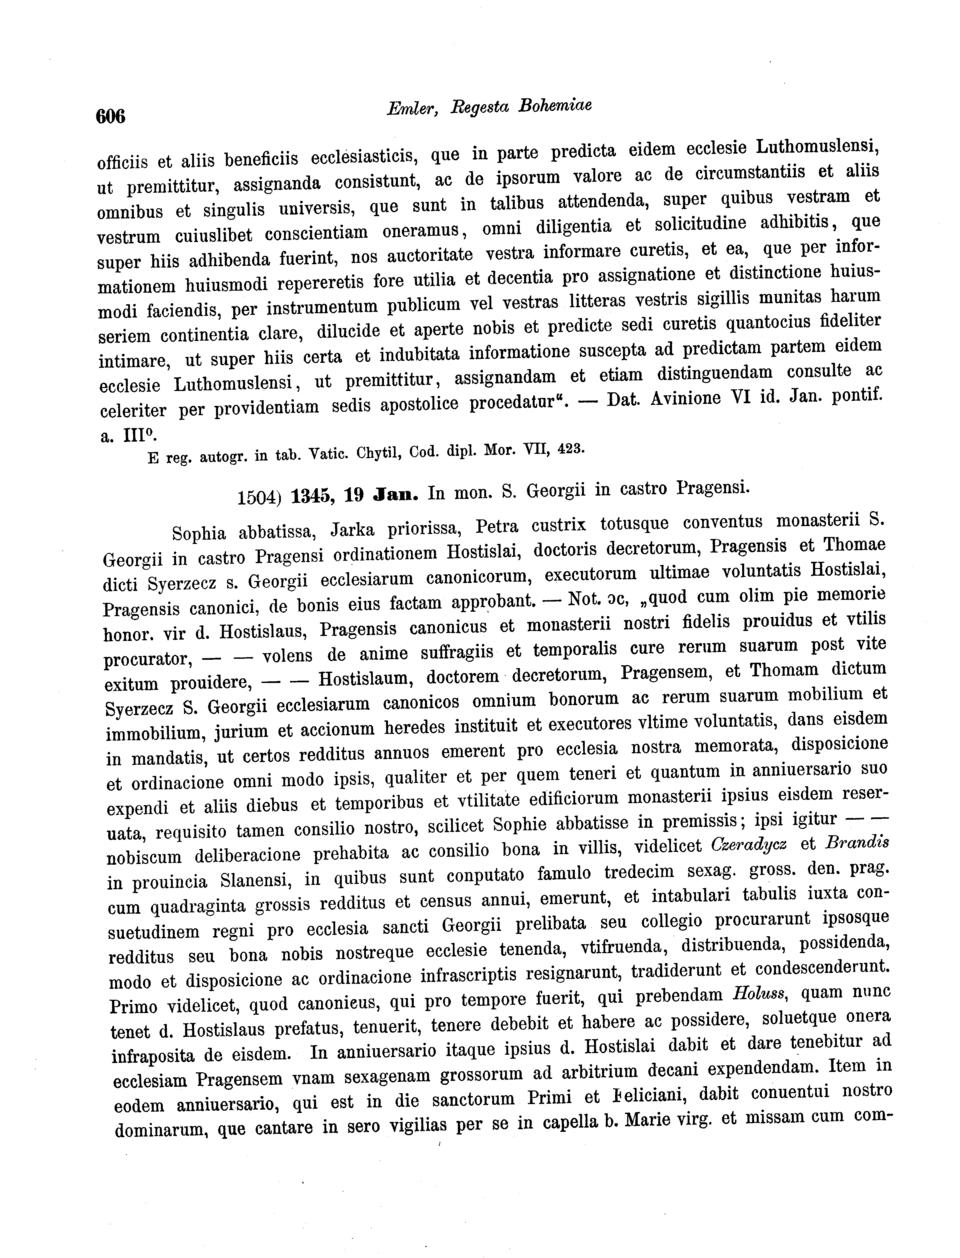 606
Emler, Regesta Bohemiae
officiis et aliis beneficiis ecclesiasticis, que in parte predicta eidem ecclesie Luthomuslensi,
ut premittitur, assignanda consistunt, ac de ipsorum valore ac de circumstantiis et aliis
omnibus et singulis universis, que sunt in talibus attendenda, super quibus vestram et
vestrum cuiuslibet conscientiam oneramus, omni diligentia et solicitudine adhibitis, que
super hiis adhibenda fuerint, nos auctoritate vestra informare curetis, et ea, que per infor-
mationem huiusmodi repereretis fore utilia et decentia pro assignatione et distinctione huius-
modi faciendis, per instrumentum publicum vel vestras litteras vestris sigillis munitas harum
seriem continentia clare, dilucide et aperte nobis et predicte sedi curetis quantocius fideliter
intimare, ut super hiis certa et indubitata informatione suscepta ad predictam partem eidem
ecclesie Luthomuslensi, ut premittitur, assignandam et etiam distinguendam consulte ac
celeriter per providentiam sedis apostolice procedatur“. — Dat. Avinione VI id. Jan. pontif.
a. III⁰.
E reg. autogr. in tab. Vatic. Chytil, Cod. dipl. Mor. VII, 423.
1504) 1345, 19 Jan. In mon. S. Georgii in castro Pragensi.
Sophia abbatissa, Jarka priorissa, Petra custrix totusque conventus monasterii S.
Georgii in castro Pragensi ordinationem Hostislai, doctoris decretorum, Pragensis et Thomae
dicti Syerzecz s. Georgii ecclesiarum canonicorum, executorum ultimae voluntatis Hostislai,
Pragensis canonici, de bonis eius factam approbant. — Not. ɔc, „quod cum olim pie memorie
honor. vir d. Hostislaus, Pragensis canonicus et monasterii nostri fidelis prouidus et vtilis
procurator, — — volens de anime suffragiis et temporalis cure rerum suarum post vite
exitum prouidere, — — Hostislaum, doctorem decretorum, Pragensem, et Thomam dictum
Syerzecz S. Georgii ecclesiarum canonicos omnium bonorum ac rerum suarum mobilium et
immobilium, jurium et accionum heredes instituit et executores vltime voluntatis, dans eisdem
in mandatis, ut certos redditus annuos emerent pro ecclesia nostra memorata, disposicione
et ordinacione omni modo ipsis, qualiter et per quem teneri et quantum in anniuersario suo
expendi et aliis diebus et temporibus et vtilitate edificiorum monasterii ipsius eisdem reser-
uata, requisito tamen consilio nostro, scilicet Sophie abbatisse in premissis; ipsi igitur — —
nobiscum deliberacione prehabita ac consilio bona in villis, videlicet Czeradycz et Brandis
in prouincia Slanensi, in quibus sunt conputato famulo tredecim sexag. gross. den. prag.
cum quadraginta grossis redditus et census annui, emerunt, et intabulari tabulis iuxta con-
suetudinem regni pro ecclesia sancti Georgii prelibata seu collegio procurarunt ipsosque
redditus seu bona nobis nostreque ecclesie tenenda, vtifruenda, distribuenda, possidenda,
modo et disposicione ac ordinacione infrascriptis resignarunt, tradiderunt et condescenderunt.
Primo videlicet, quod canonicus, qui pro tempore fuerit, qui prebendam Holuss, quam nunc
tenet d. Hostislaus prefatus, tenuerit, tenere debebit et habere ac possidere, soluetque onera
infraposita de eisdem. In anniuersario itaque ipsius d. Hostislai dabit et dare tenebitur ad
ecclesiam Pragensem vnam sexagenam grossorum ad arbitrium decani expendendam. Item in
eodem anniuersario, qui est in die sanctorum Primi et Feliciani, dabit conuentui nostro
dominarum, que cantare in sero vigilias per se in capella b. Marie virg. et missam cum com-